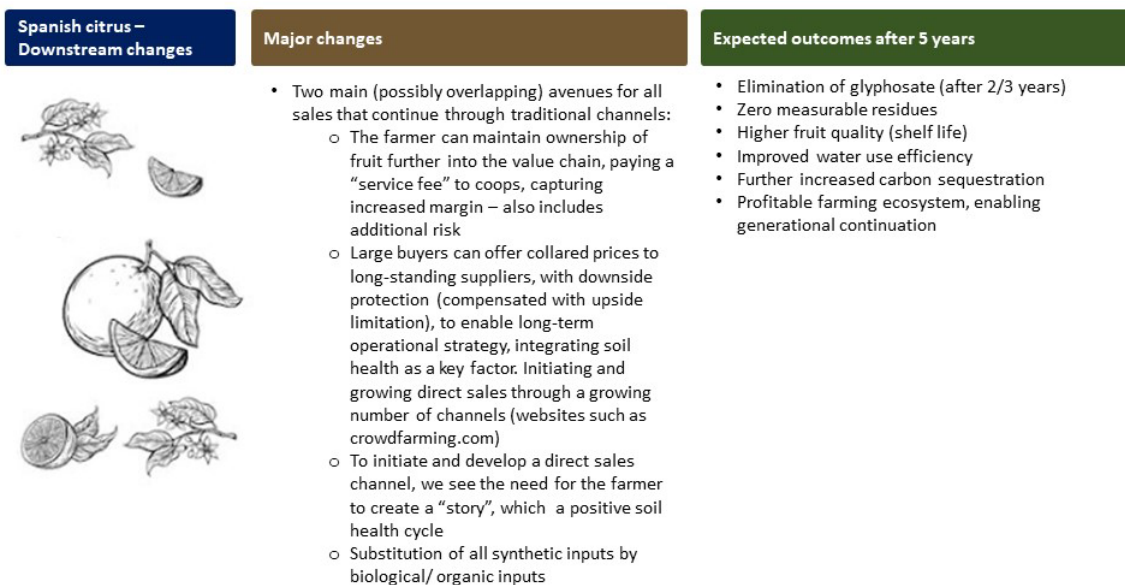 Spanish citrus –
Downstream changes
Major changes
• Two main (possibly overlapping) avenues for all
sales that continue through traditional channels:
o The farmer can maintain ownership of
fruit further into the value chain, paying a
“service fee” to coops, capturing
increased margin – also includes
additional risk
o Large buyers can offer collared prices to
long-standing suppliers, with downside
protection (compensated with upside
limitation), to enable long-term
operational strategy, integrating soil
health as a key factor. Initiating and
growing direct sales through a growing
number of channels (websites such as
crowdfarming.com)
o To initiate and develop a direct sales
channel, we see the need for the farmer
to create a “story”, which  a positive soil
health cycle
o Substitution of all synthetic inputs by
biological/ organic inputs
Expected outcomes after 5 years
• Elimination of glyphosate (after 2/3 years)
• Zero measurable residues
• Higher fruit quality (shelf life)
• Improved water use efficiency
• Further increased carbon sequestration
• Profitable farming ecosystem, enabling
generational continuation